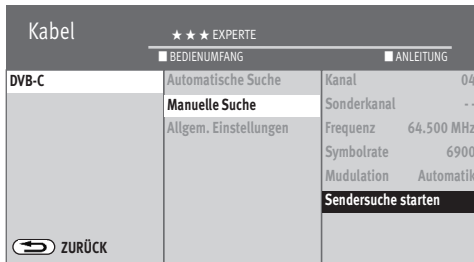 Kabel
★ ★ ★ EXPERTE
BEDIENUMFANG ANLEITUNG
DVB-C Automatische Suche Kanal 04
Manuelle Suche Sonderkanal - -
Allgem. Einstellungen Frequenz 64.500 MHz
Symbolrate 6900
Mudulation Automatik
Sendersuche starten
ZURÜCK